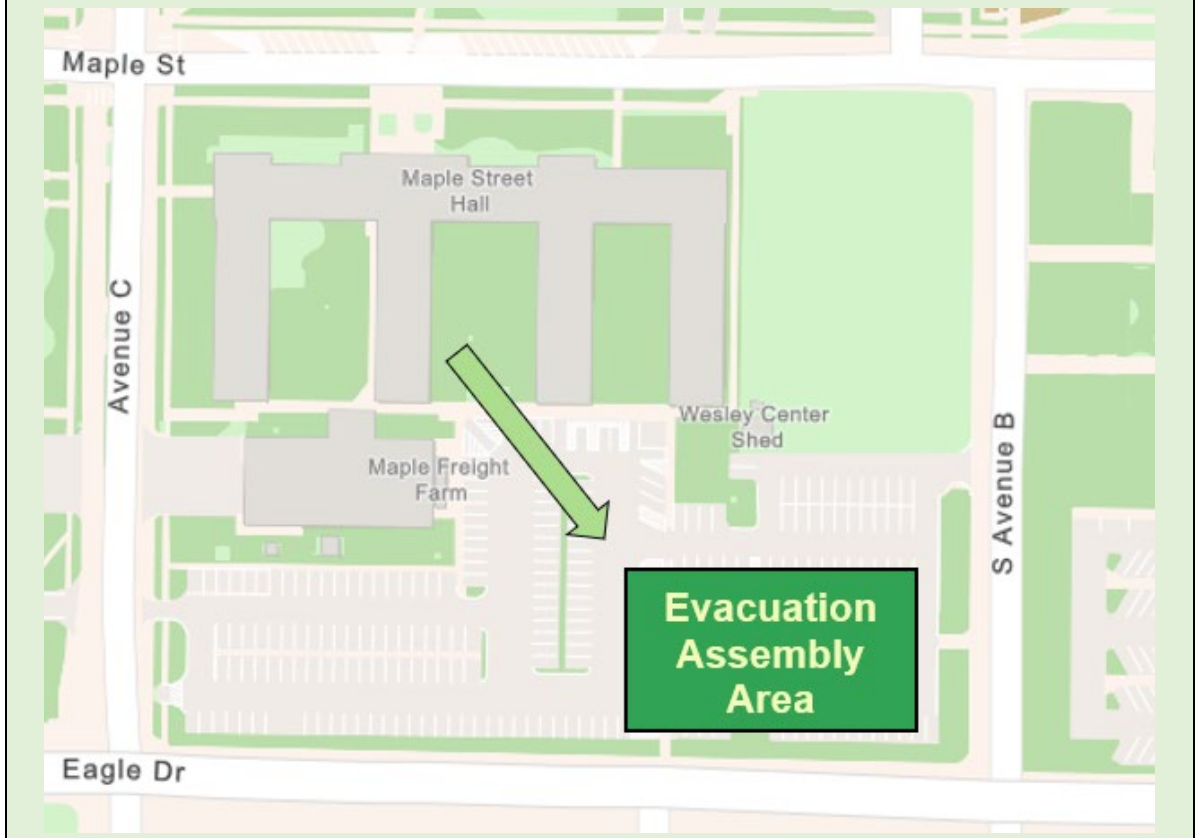 Maple St
Maple Street
Hall
Avenue C
Wesley Center
Shed
S Avenue B
Maple Freight
Farm
Evacuation
Assembly
Area
Eagle Dr